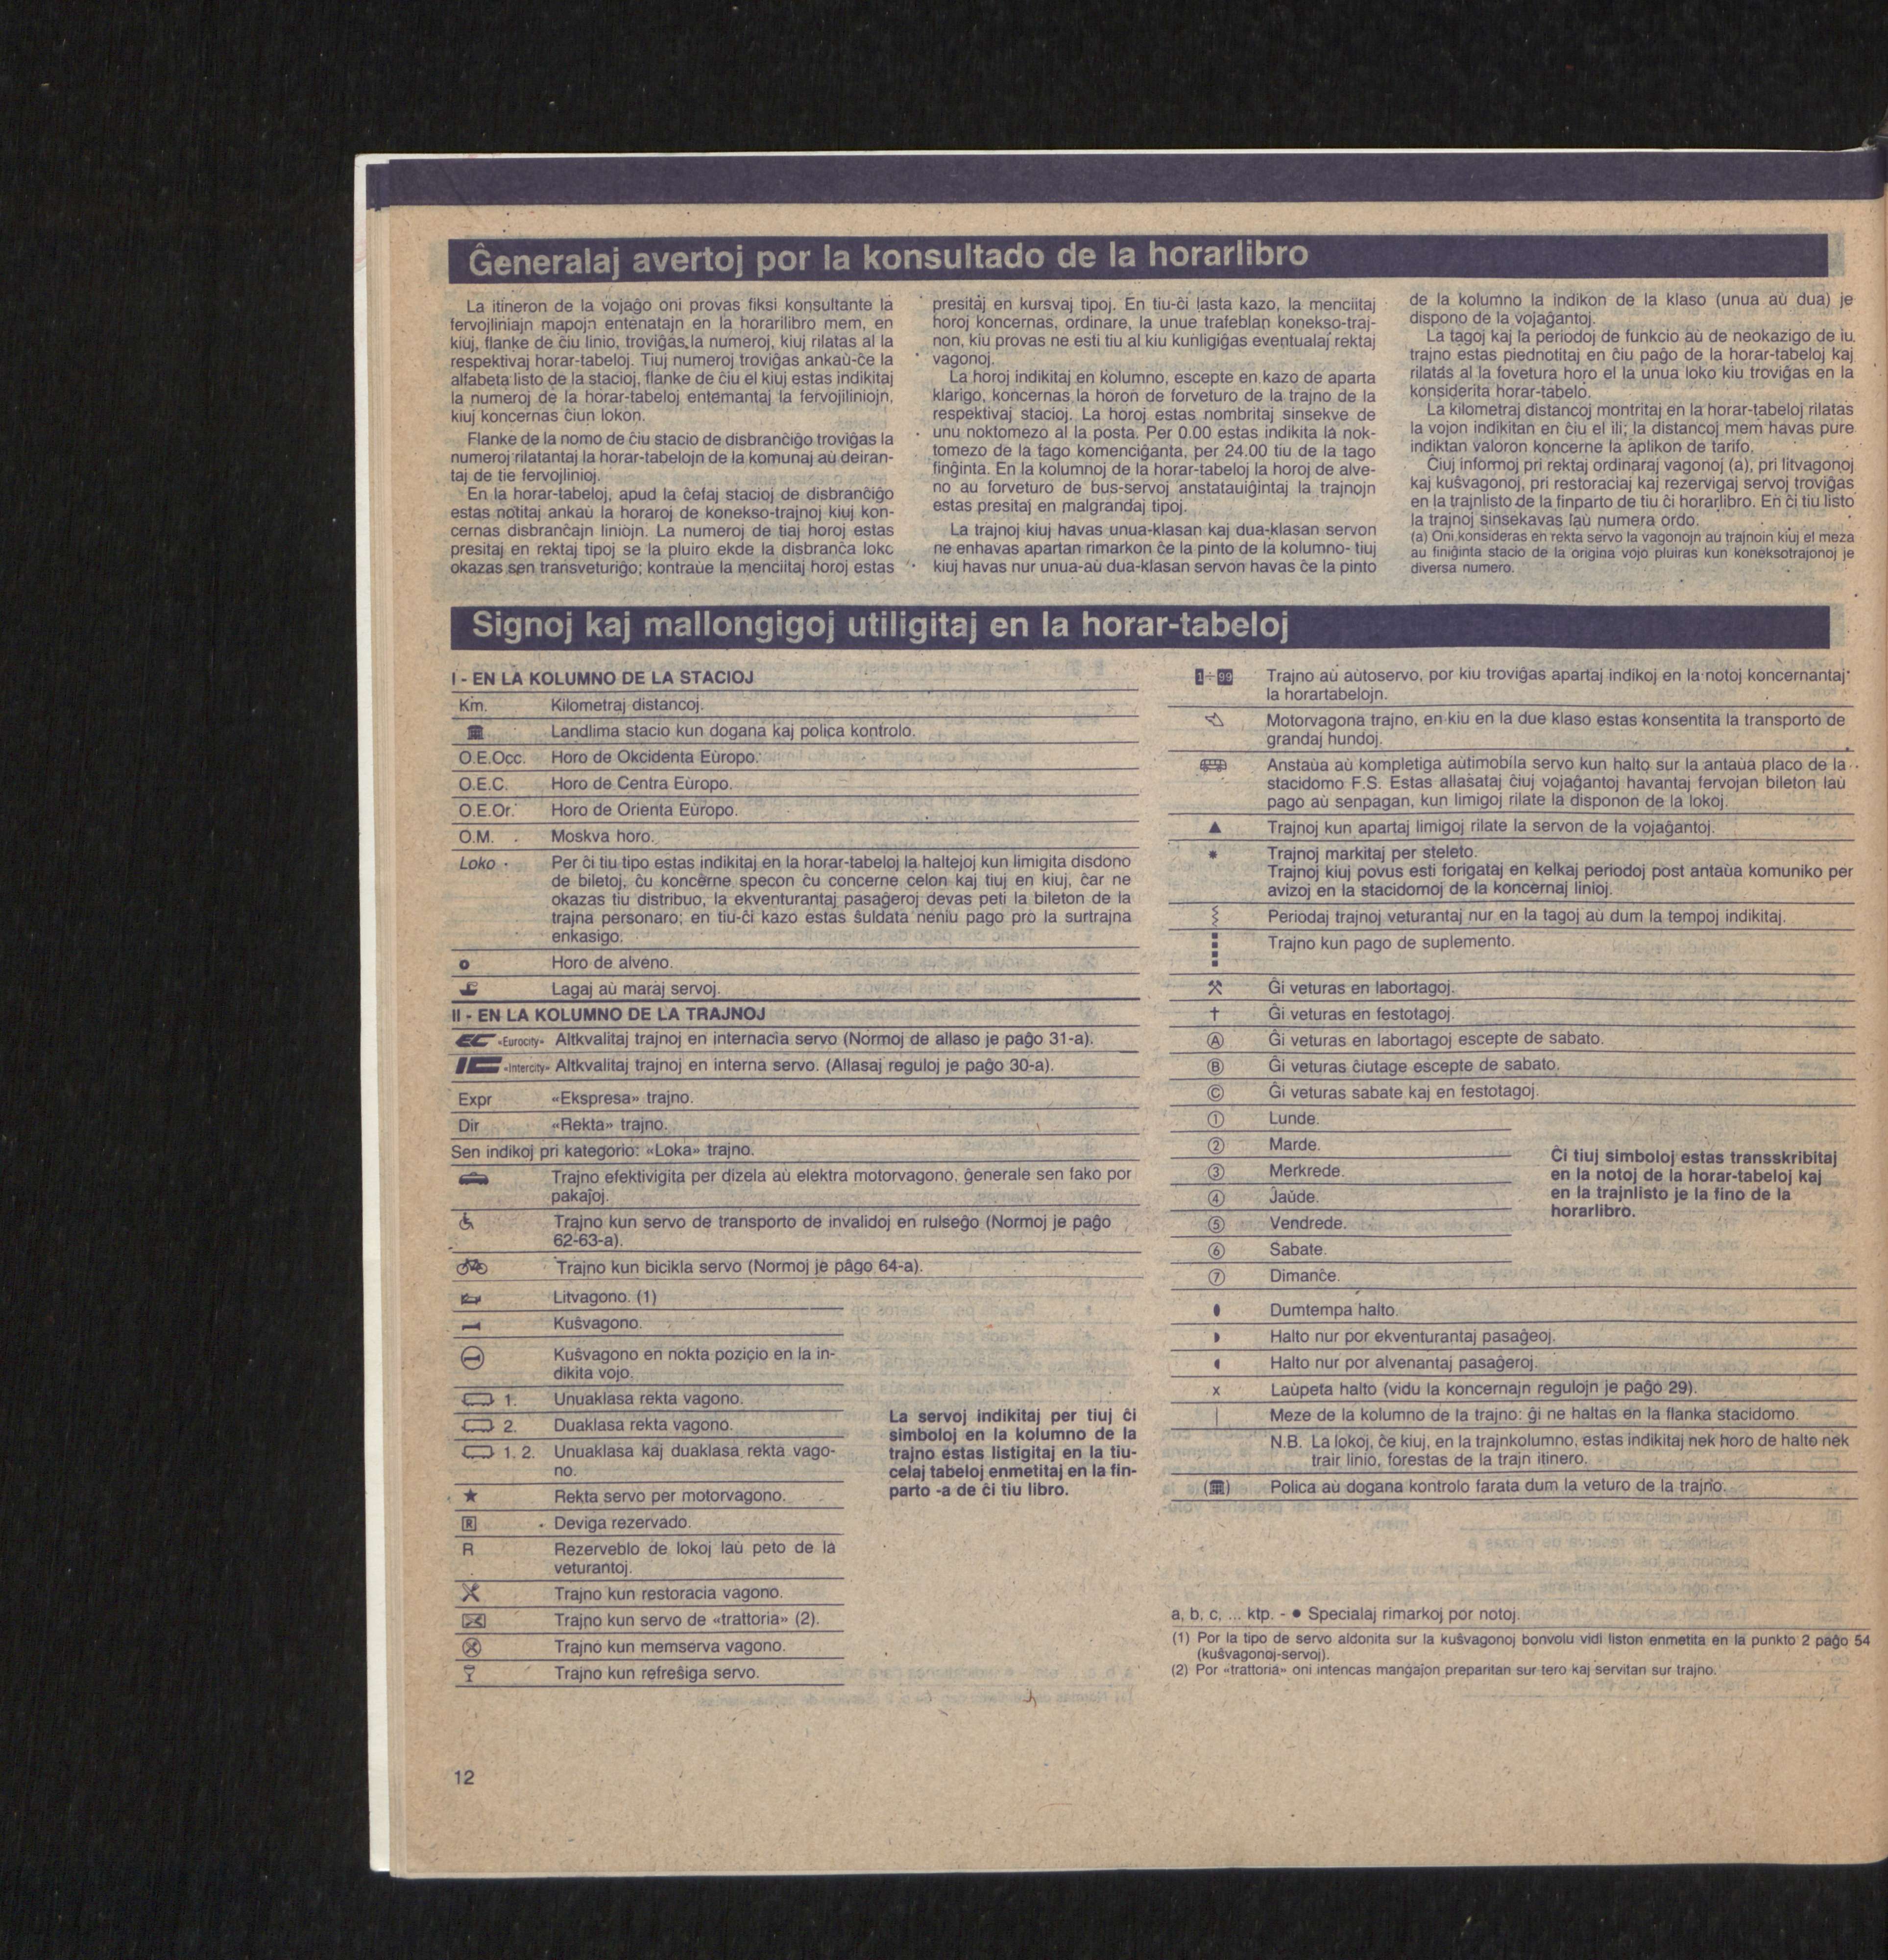 Ĝeneralaj avertoj por la konsultado de la horarlibro
La itineron de la vojaĝo oni provas fiksi konsultante la
fervojliniajn mapojn entenatajn en la horarilibro mem, en
kiuj, flanke de ĉiu linio, troviĝas la numeroj, kiuj rilatas al la
respektivaj horar-tabeloj. Tiuj numeroj troviĝas ankaù-ĉe la
alfabeta listo de la stacioj, flanke de ĉiu el kiuj estas indikitaj
la numeroj de la horar-tabeloj entemantaj la fervojiliniojn,
kiuj koncernas ĉiun lokon.
Flanke de la nomo de ĉiu stacio de disbranĉiĝo troviĝas la
numeroj rilatantaj la horar-tabelojn de la komunaj aù deiran-
taj de tie fervojlinioj.
En la horar-tabeloj, apud la ĉefaj stacioj de disbranĉiĝo
estas notitaj ankaù la horaroj de konekso-trajnoj kiuj kon-
cernas disbranĉajn liniojn. La numeroj de tiaj horoj estas
presitaj en rektaj tipoj se la pluiro ekde la disbranĉa loko
okazas sen transveturiĝo; kontraùe la menciitaj horoj estas
presitaj en kursvaj tipoj. En tiu-ĉi lasta kazo, la menciitaj
horoj koncernas, ordinare, la unue trafeblan konekso-traj-
non, kiu provas ne esti tiu al kiu kunligiĝas eventualaj rektaj
vagonoj.
La horoj indikitaj en kolumno, escepte en kazo de aparta
klarigo, koncernas la horon de forveturo de la trajno de la
respektivaj stacioj. La horoj estas nombritaj sinsekve de
unu noktomezo al la posta. Per 0.00 estas indikita la nok-
tomezo de la tago komenciĝanta, per 24.00 tiu de la tago
finĝinta. En la kolumnoj de la horar-tabeloj la horoj de alve-
no au forveturo de bus-servoj anstatauiĝintaj la trajnojn
estas presitaj en malgrandaj tipoj.
La trajnoj kiuj havas unua-klasan kaj dua-klasan servon
ne enhavas apartan rimarkon ĉe la pinto de la kolumno- tiuj
kiuj havas nur unua-aù dua-klasan servon havas ĉe la pinto
de la kolumno la indikon de la klaso (unua aù dua) je
dispono de la vojaĝantoj.
La tagoj kaj la periodoj de funkcio aù de neokazigo de iu
trajno estas piednotitaj en ĉiu paĝo de la horar-tabeloj kaj
rilatas al la fovetura horo el la unua loko kiu troviĝas en la
konsiderita horar-tabelo.
La kilometraj distancoj montritaj en la horar-tabeloj rilatas
la vojon indikitan en ĉiu el ili; la distancoj mem havas pure
indiktan valoron koncerne la aplikon de tarifo.
Ĉiuj informoj pri rektaj ordinaraj vagonoj (a), pri litvagonoj
kaj kuŝvagonoj, pri restoraciaj kaj rezervigaj servoj troviĝas
en la trajnlisto de la finparto de tiu ĉi horarlibro. En ĉi tiu listo
la trajnoj sinsekavas laù numera ordo.
(a) Oni konsideras en rekta servo la vagonojn au trajnoin kiuj el meza
au finiĝinta stacio de la origina vojo pluiras kun koneksotrajonoj je
diversa numero.
Signoj kaj mallongigoj utiligitaj en la horar-tabeloj
I - EN LA KOLUMNO DE LA STACIOJ
Km. Kilometraj distancoj.
Landlima stacio kun dogana kaj polica kontrolo.
O.E.Occ. Horo de Okcidenta Eùropo.
O.E.C. Horo de Centra Eùropo.
O.E.Or. Horo de Orienta Eùropo.
O.M. Moskva horo.
Loko Per ĉi tiu tipo estas indikitaj en la horar-tabeloj la haltejoj kun limigita disdono
de biletoj, ĉu koncerne specon ĉu concerne celon kaj tiuj en kiuj, ĉar ne
okazas tiu distribuo, la ekventurantaj pasaĝeroj devas peti la bileton de la
trajna personaro; en tiu-ĉi kazo estas ŝuldata neniu pago pro la surtrajna
enkasigo.
Horo de alveno.
Lagaj aù maraj servoj.
II - EN LA KOLUMNO DE LA TRAJNOJ
EC «Eurocity» Altkvalitaj trajnoj en internacia servo (Normoj de allaso je paĝo 31-a).
IC «Intercity» Altkvalitaj trajnoj en interna servo. (Allasaj reguloj je paĝo 30-a).
Expr «Ekspresa» trajno.
Dir «Rekta» trajno.
Sen indikoj pri kategorio: «Loka» trajno.
Trajno efektivigita per dizela aù elektra motorvagono, ĝenerale sen fako por
pakaĵoj.
Trajno kun servo de transporto de invalidoj en rulseĝo (Normoj je paĝo
62-63-a).
Trajno kun bicikla servo (Normoj je pâgo 64-a).
Litvagono. (1)
Kuŝvagono.
Kuŝvagono en nokta poziçio en la in-
dikita vojo.
1. Unuaklasa rekta vagono.
2. Duaklasa rekta vagono.
1. 2. Unuaklasa kaj duaklasa rekta vago-
no.
★ Rekta servo per motorvagono.
R Deviga rezervado.
R Rezerveblo de lokoj laù peto de la
veturantoj.
Trajno kun restoracia vagono.
Trajno kun servo de «trattoria» (2).
Trajno kun memserva vagono.
Trajno kun refreŝiga servo.
La servoj indikitaj per tiuj ĉi
simboloj en la kolumno de la
trajno estas listigitaj en la tiu-
celaj tabeloj enmetitaj en la fin-
parto -a de ĉi tiu libro.
1÷99 Trajno aù aùtoservo, por kiu troviĝas apartaj indikoj en la notoj koncernantaj
la horartabelojn.
Motorvagona trajno, en kiu en la due klaso estas konsentita la transporto de
grandaj hundoj.
Anstaùa aù kompletiga aùtimobila servo kun halto sur la antaùa placo de la
stacidomo F.S. Estas allasataj ĉiuj vojaĝantoj havantaj fervojan bileton laù
pago aù senpagan, kun limigoj rilate la disponon de la lokoj.
▲ Trajnoj kun apartaj limigoj rilate la servon de la vojaĝantoj.
* Trajnoj markitaj per steleto.
Trajnoj kiuj povus esti forigataj en kelkaj periodoj post antaùa komuniko per
avizoj en la stacidomoj de la koncernaj linioj.
Periodaj trajnoj veturantaj nur en la tagoj aù dum la tempoj indikitaj.
Trajno kun pago de suplemento.
⚒ Ĝi veturas en labortagoj.
† Ĝi veturas en festotagoj.
Ⓐ Ĝi veturas en labortagoj escepte de sabato.
Ⓑ Ĝi veturas ĉiutage escepte de sabato.
Ⓒ Ĝi veturas sabate kaj en festotagoj.
① Lunde.
② Marde.
③ Merkrede.
④ Ĵaùde.
⑤ Vendrede.
⑥ Sabate.
⑦ Dimanĉe.
Ĉi tiuj simboloj estas transskribitaj
en la notoj de la horar-tabeloj kaj
en la trajnlisto je la fino de la
horarlibro.
Dumtempa halto.
Halto nur por ekventurantaj pasaĝeoj.
Halto nur por alvenantaj pasaĝeroj.
x Laùpeta halto (vidu la koncernajn regulojn je paĝo 29).
| Meze de la kolumno de la trajno: ĝi ne haltas en la flanka stacidomo.
N.B. La lokoj, ĉe kiuj, en la trajnkolumno, estas indikitaj nek horo de halto nek
trair linio, forestas de la trajn itinero.
Polica aù dogana kontrolo farata dum la veturo de la trajno.
a, b, c, ... ktp. - ● Specialaj rimarkoj por notoj.
(1) Por la tipo de servo aldonita sur la kuŝvagonoj bonvolu vidi liston enmetita en la punkto 2 paĝo 54
(kuŝvagonoj-servoj).
(2) Por «trattoria» oni intencas manĝaĵon preparitan sur tero kaj servitan sur trajno.
12